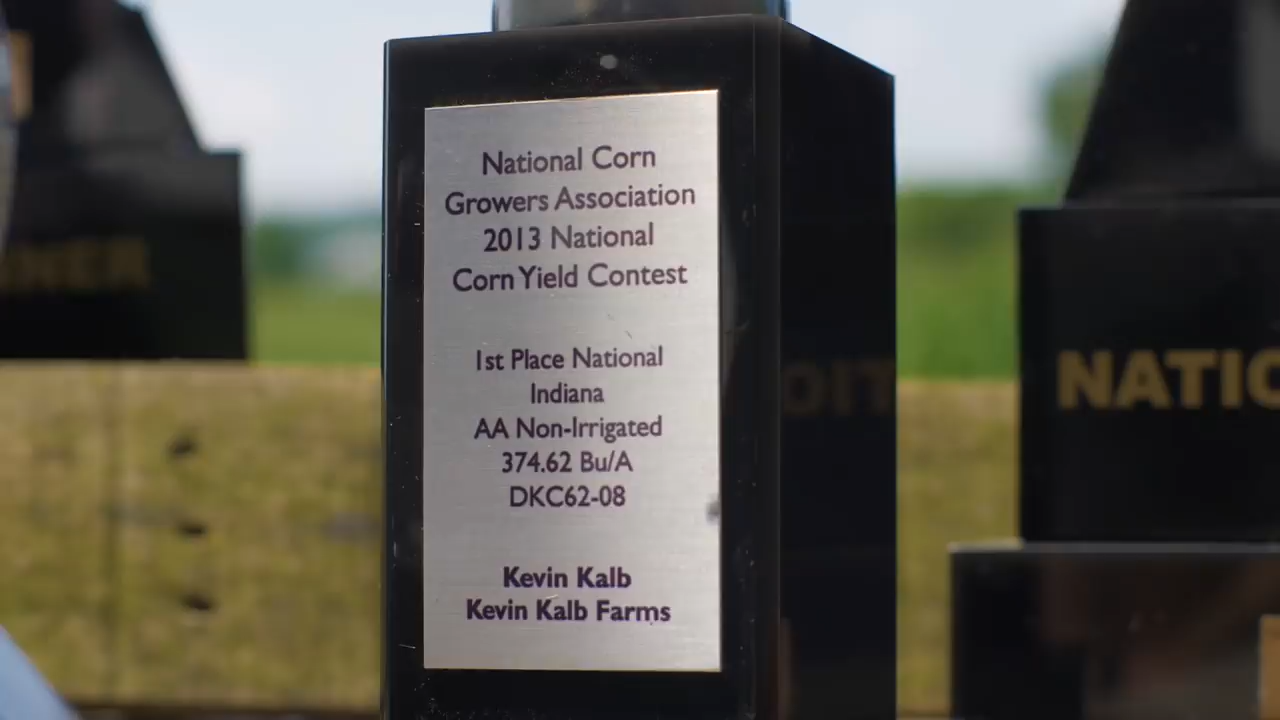 National Corn
Growers Association
2013 National
Corn Yield Contest
1st Place National
Indiana
AA Non-Irrigated
374.62 Bu/A
DKC62-08
Kevin Kalb
Kevin Kalb Farms
NATIO